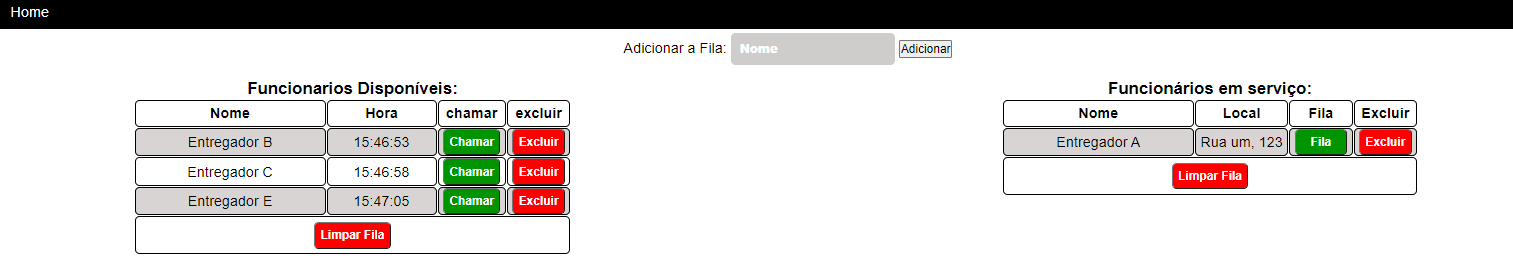 Home
Adicionar a Fila: Nome Adicionar
Funcionarios Disponíveis:
Nome Hora chamar excluir
Entregador B 15:46:53 Chamar Excluir
Entregador C 15:46:58 Chamar Excluir
Entregador E 15:47:05 Chamar Excluir
Limpar Fila
Funcionários em serviço:
Nome Local Fila Excluir
Entregador A Rua um, 123 Fila Excluir
Limpar Fila